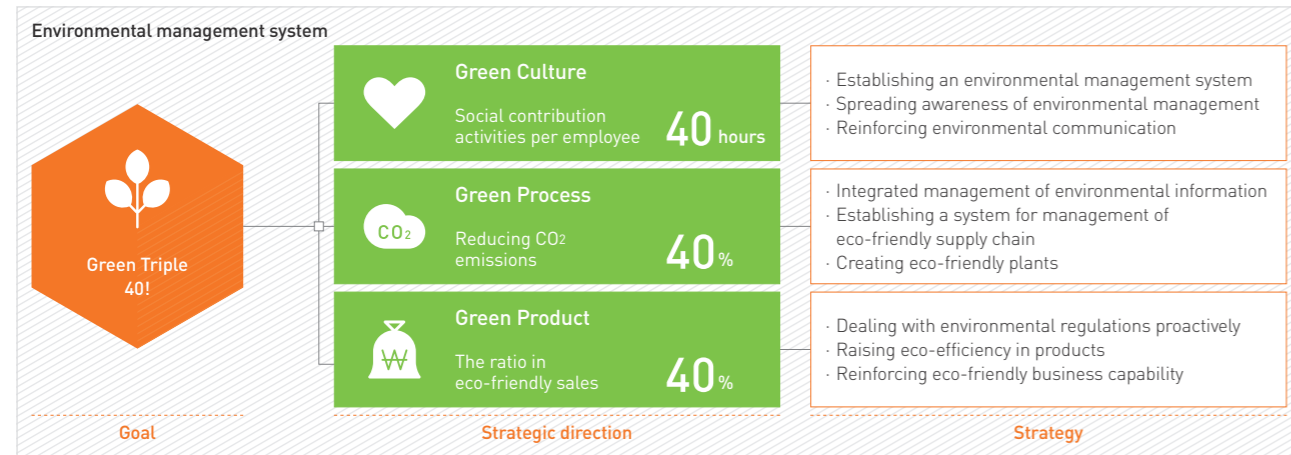 Environmental management system
Green Triple
40!
Green Culture
Social contribution
activities per employee
40 hours
Green Process
CO2
Reducing CO2
emissions
40%
Green Product
₩
The ratio in
eco-friendly sales
40%
· Establishing an environmental management system
· Spreading awareness of environmental management
· Reinforcing environmental communication
· Integrated management of environmental information
· Establishing a system for management of
eco-friendly supply chain
· Creating eco-friendly plants
· Dealing with environmental regulations proactively
· Raising eco-efficiency in products
· Reinforcing eco-friendly business capability
Goal
Strategic direction
Strategy